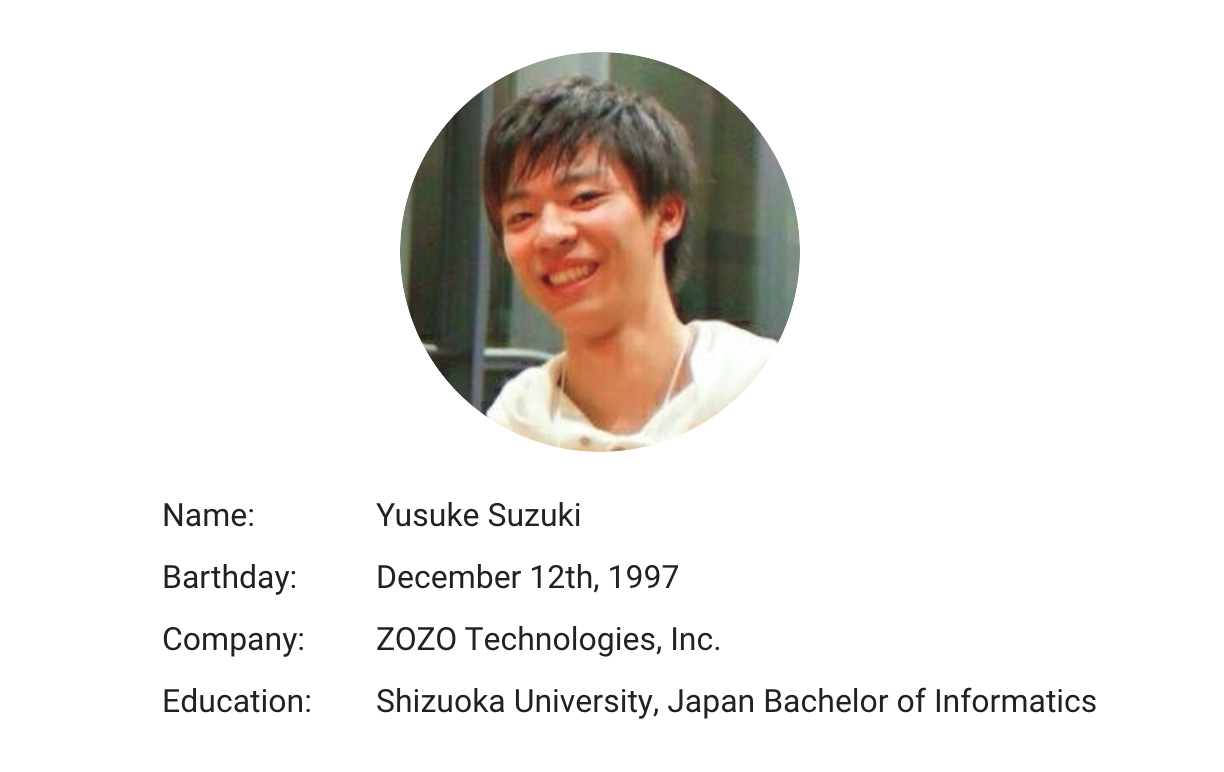 Name: Yusuke Suzuki
Barthday: December 12th, 1997
Company: ZOZO Technologies, Inc.
Education: Shizuoka University, Japan Bachelor of Informatics